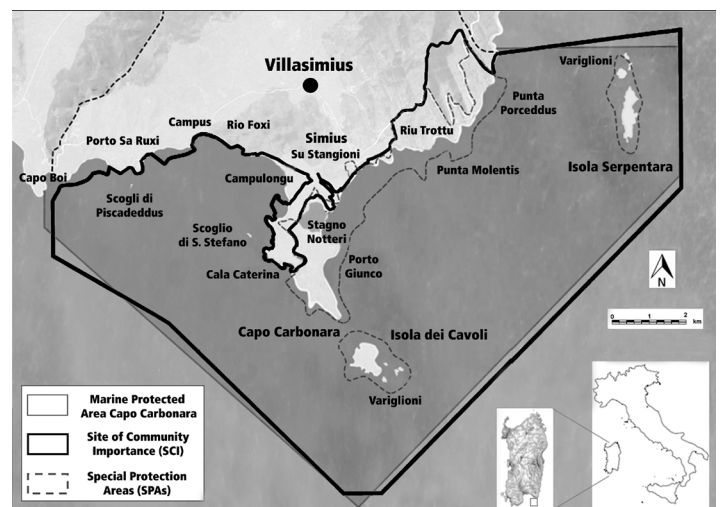 Villasimius
Variglioni
Punta
Porceddus
Campus
Rio Foxi
Simius
Su Stangioni
Riu Trottu
Porto Sa Ruxi
Capo Boi
Campulongu
Punta Molentis
Isola Serpentara
Scogli di
Piscadeddus
Scoglio
di S. Stefano
Stagno
Notteri
Porto
Giunco
Cala Caterina
N
Capo Carbonara
Isola dei Cavoli
0 1 2
km
Variglioni
Marine Protected
Area Capo Carbonara
Site of Community
Importance (SCI)
Special Protection
Areas (SPAs)